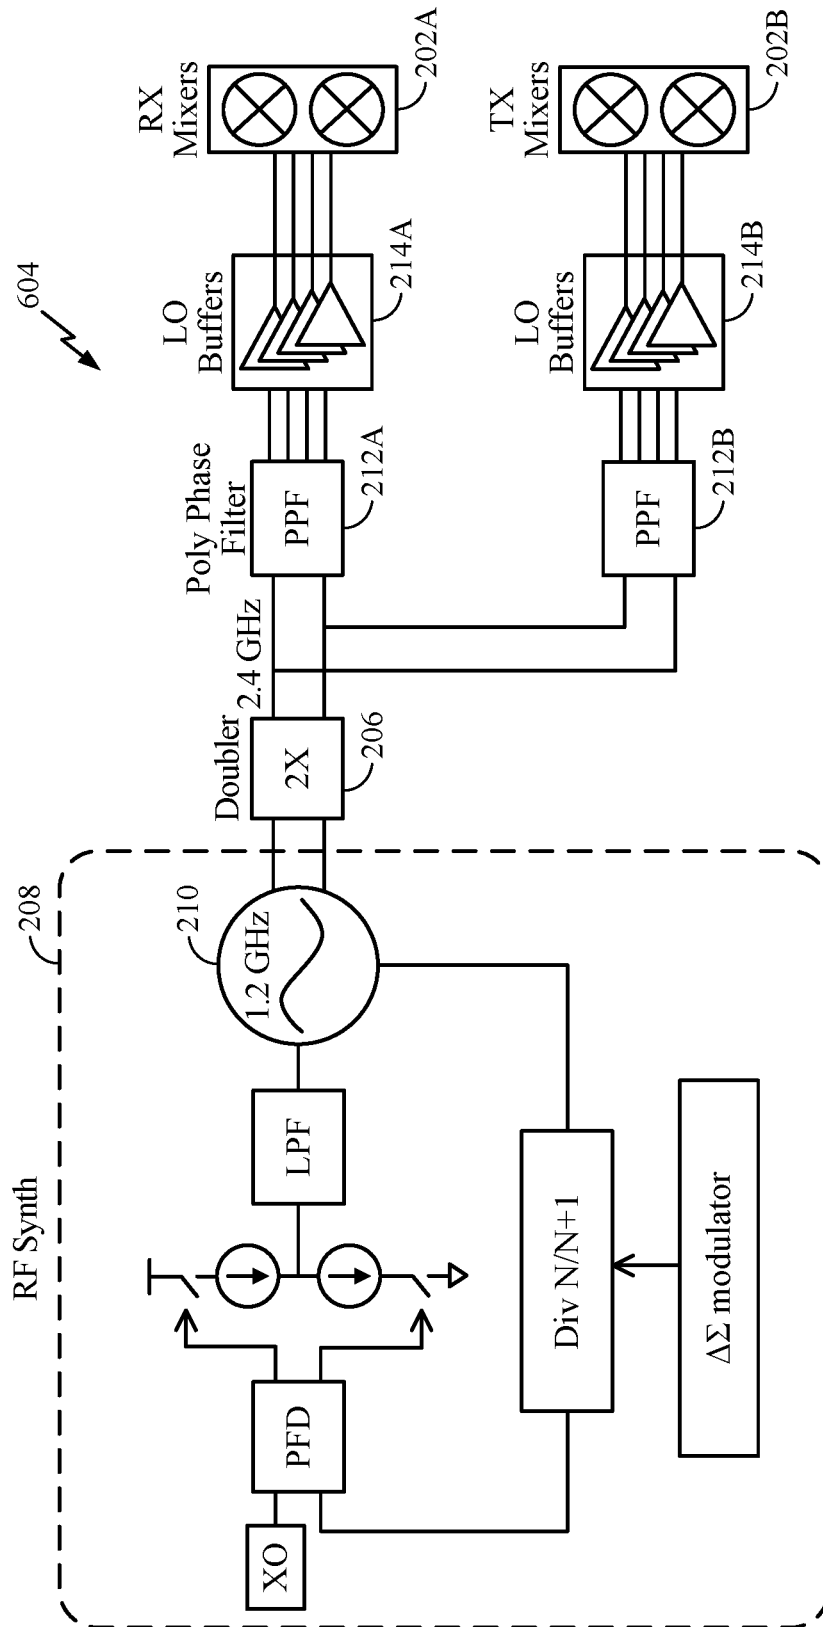 604
RF Synth
208
XO
PFD
LPF
1.2 GHz
210
Div N/N+1
ΔΣ modulator
Doubler
2X
206
2.4 GHz
Poly Phase
Filter
PPF
212A
LO
Buffers
214A
RX
Mixers
202A
PPF
212B
LO
Buffers
214B
TX
Mixers
202B